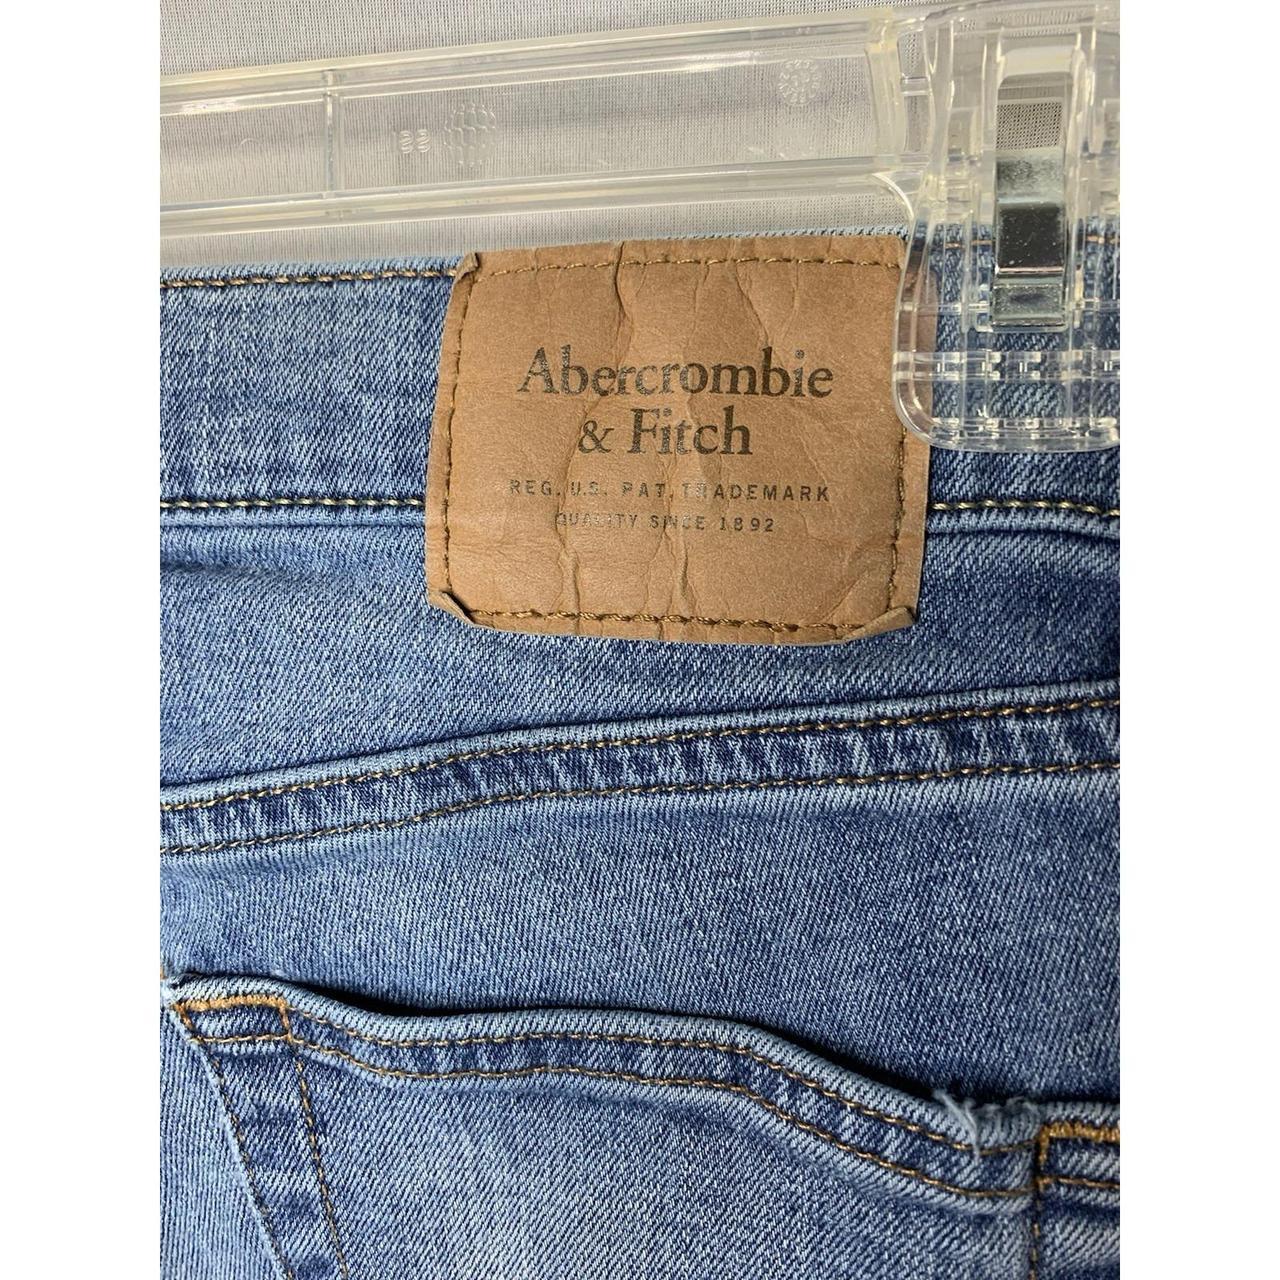 Abercrombie
& Fitch
REG. U.S. PAT. TRADEMARK
QUALITY SINCE 1892